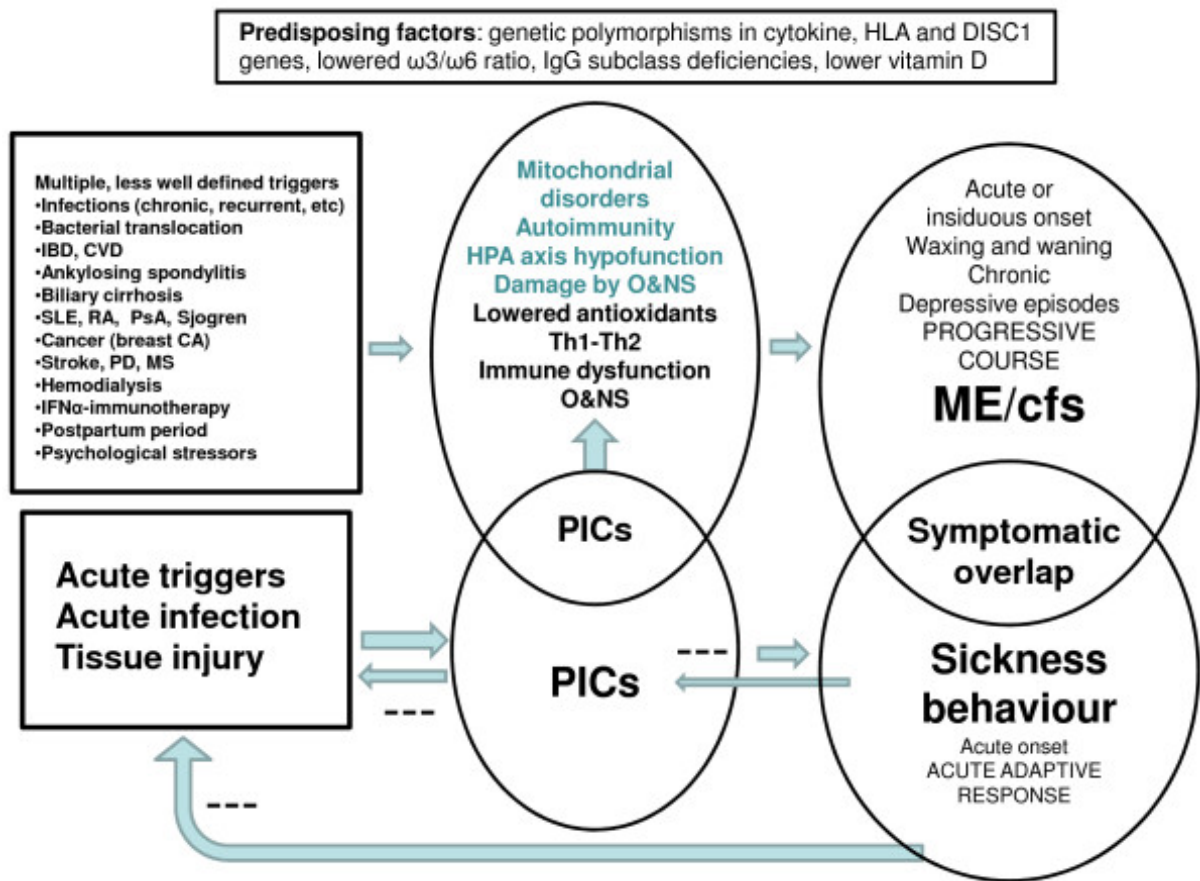 Predisposing factors: genetic polymorphisms in cytokine, HLA and DISC1
genes, lowered ω3/ω6 ratio, IgG subclass deficiencies, lower vitamin D
Multiple, less well defined triggers
•Infections (chronic, recurrent, etc)
•Bacterial translocation
•IBD, CVD
•Ankylosing spondylitis
•Biliary cirrhosis
•SLE, RA, PsA, Sjogren
•Cancer (breast CA)
•Stroke, PD, MS
•Hemodialysis
•IFNα-immunotherapy
•Postpartum period
•Psychological stressors
Mitochondrial
disorders
Autoimmunity
HPA axis hypofunction
Damage by O&NS
Lowered antioxidants
Th1-Th2
Immune dysfunction
O&NS
Acute or
insiduous onset
Waxing and waning
Chronic
Depressive episodes
PROGRESSIVE
COURSE
ME/cfs
PICs
Symptomatic
overlap
Acute triggers
Acute infection
Tissue injury
---
PICs
---
Sickness
behaviour
Acute onset
ACUTE ADAPTIVE
RESPONSE
---